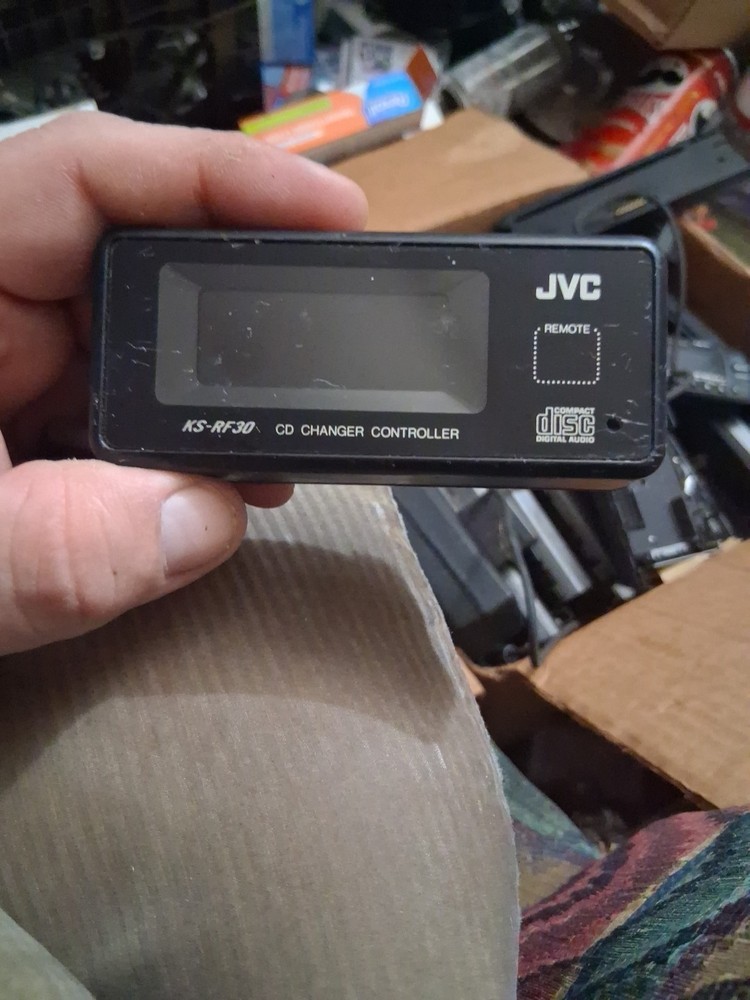 JVC
REMOTE
KS-RF30 CD CHANGER CONTROLLER
COMPACT
disc
DIGITAL AUDIO